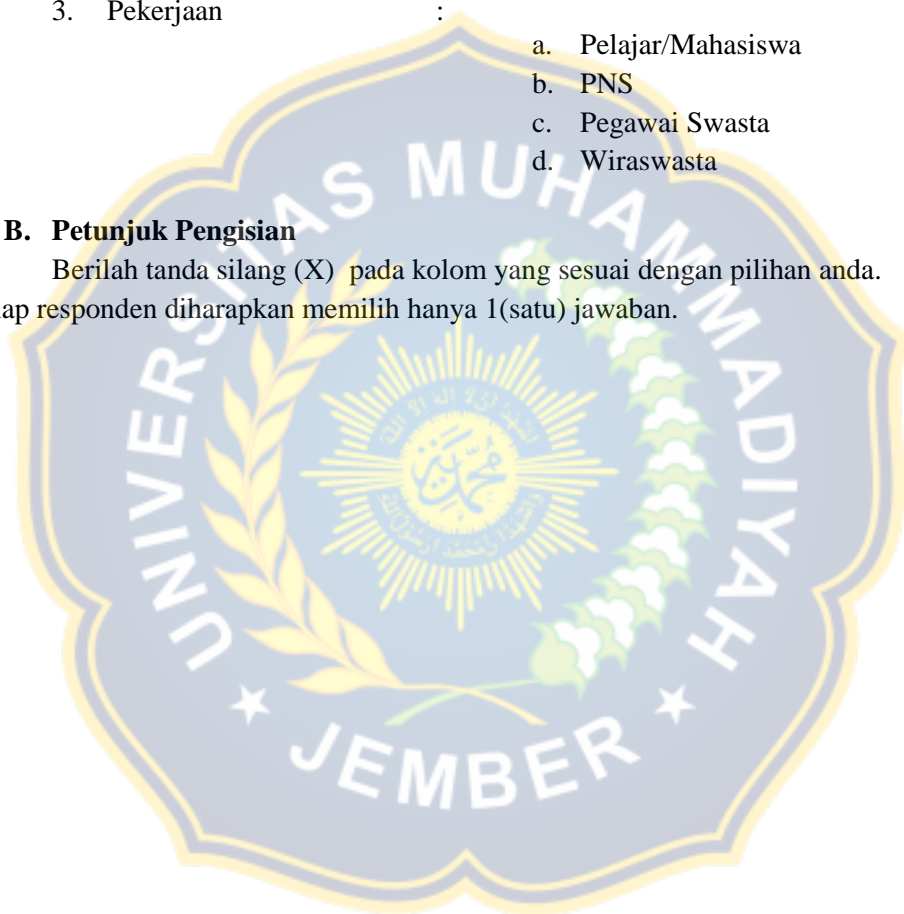 3. Pekerjaan :
a. Pelajar/Mahasiswa
b. PNS
c. Pegawai Swasta
d. Wiraswasta
B. Petunjuk Pengisian
Berilah tanda silang (X) pada kolom yang sesuai dengan pilihan anda.
ap responden diharapkan memilih hanya 1(satu) jawaban.
UNIVERSITAS MUHAMMADIYAH
JEMBER